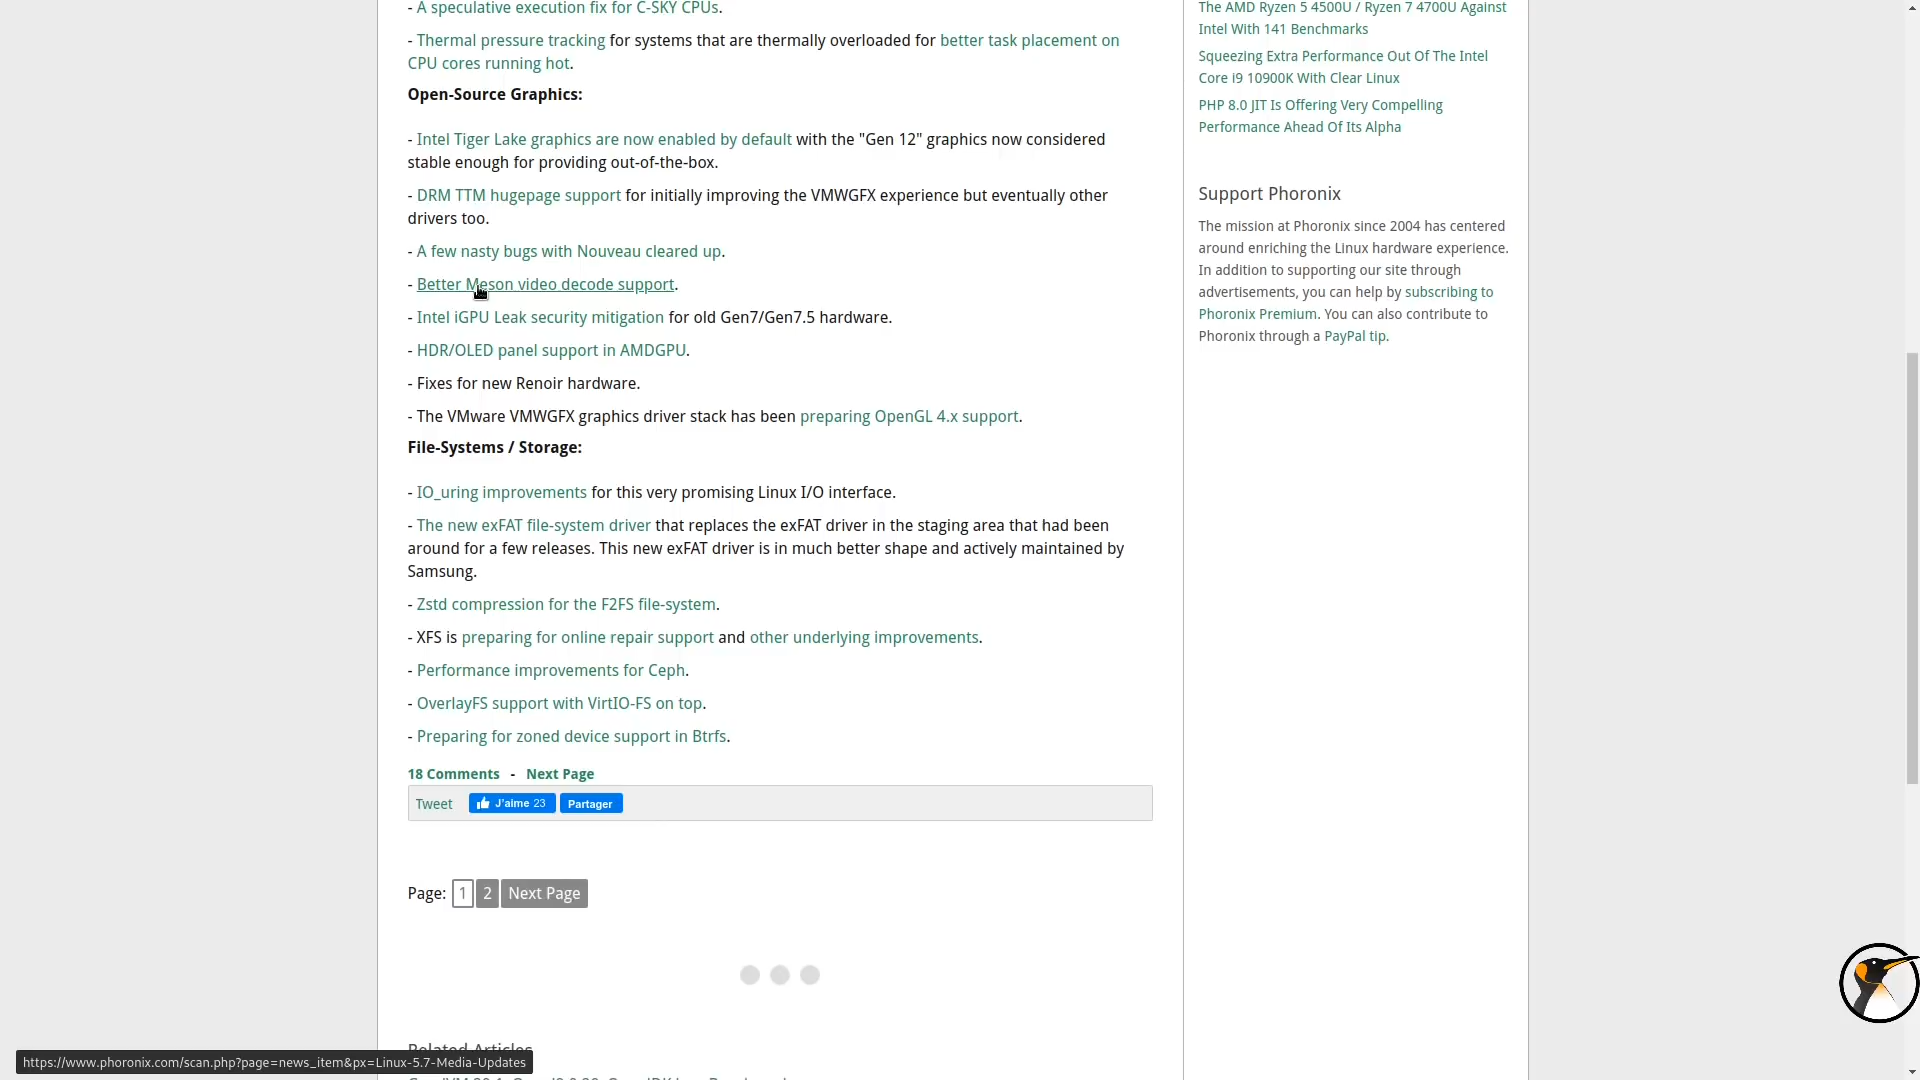 - A speculative execution fix for C-SKY CPUs.
- Thermal pressure tracking for systems that are thermally overloaded for better task placement on
CPU cores running hot.
Open-Source Graphics:
- Intel Tiger Lake graphics are now enabled by default with the "Gen 12" graphics now considered
stable enough for providing out-of-the-box.
- DRM TTM hugepage support for initially improving the VMWGFX experience but eventually other
drivers too.
- A few nasty bugs with Nouveau cleared up.
- Better Meson video decode support.
- Intel iGPU Leak security mitigation for old Gen7/Gen7.5 hardware.
- HDR/OLED panel support in AMDGPU.
- Fixes for new Renoir hardware.
- The VMware VMWGFX graphics driver stack has been preparing OpenGL 4.x support.
File-Systems / Storage:
- IO_uring improvements for this very promising Linux I/O interface.
- The new exFAT file-system driver that replaces the exFAT driver in the staging area that had been
around for a few releases. This new exFAT driver is in much better shape and actively maintained by
Samsung.
- Zstd compression for the F2FS file-system.
- XFS is preparing for online repair support and other underlying improvements.
- Performance improvements for Ceph.
- OverlayFS support with VirtIO-FS on top.
- Preparing for zoned device support in Btrfs.
18 Comments - Next Page
Tweet J'aime 23 Partager
Page: 1 2 Next Page
Related Articles
https://www.phoronix.com/scan.php?page=news_item&px=Linux-5.7-Media-Updates
The AMD Ryzen 5 4500U / Ryzen 7 4700U Against
Intel With 141 Benchmarks
Squeezing Extra Performance Out Of The Intel
Core i9 10900K With Clear Linux
PHP 8.0 JIT Is Offering Very Compelling
Performance Ahead Of Its Alpha
Support Phoronix
The mission at Phoronix since 2004 has centered
around enriching the Linux hardware experience.
In addition to supporting our site through
advertisements, you can help by subscribing to
Phoronix Premium. You can also contribute to
Phoronix through a PayPal tip.